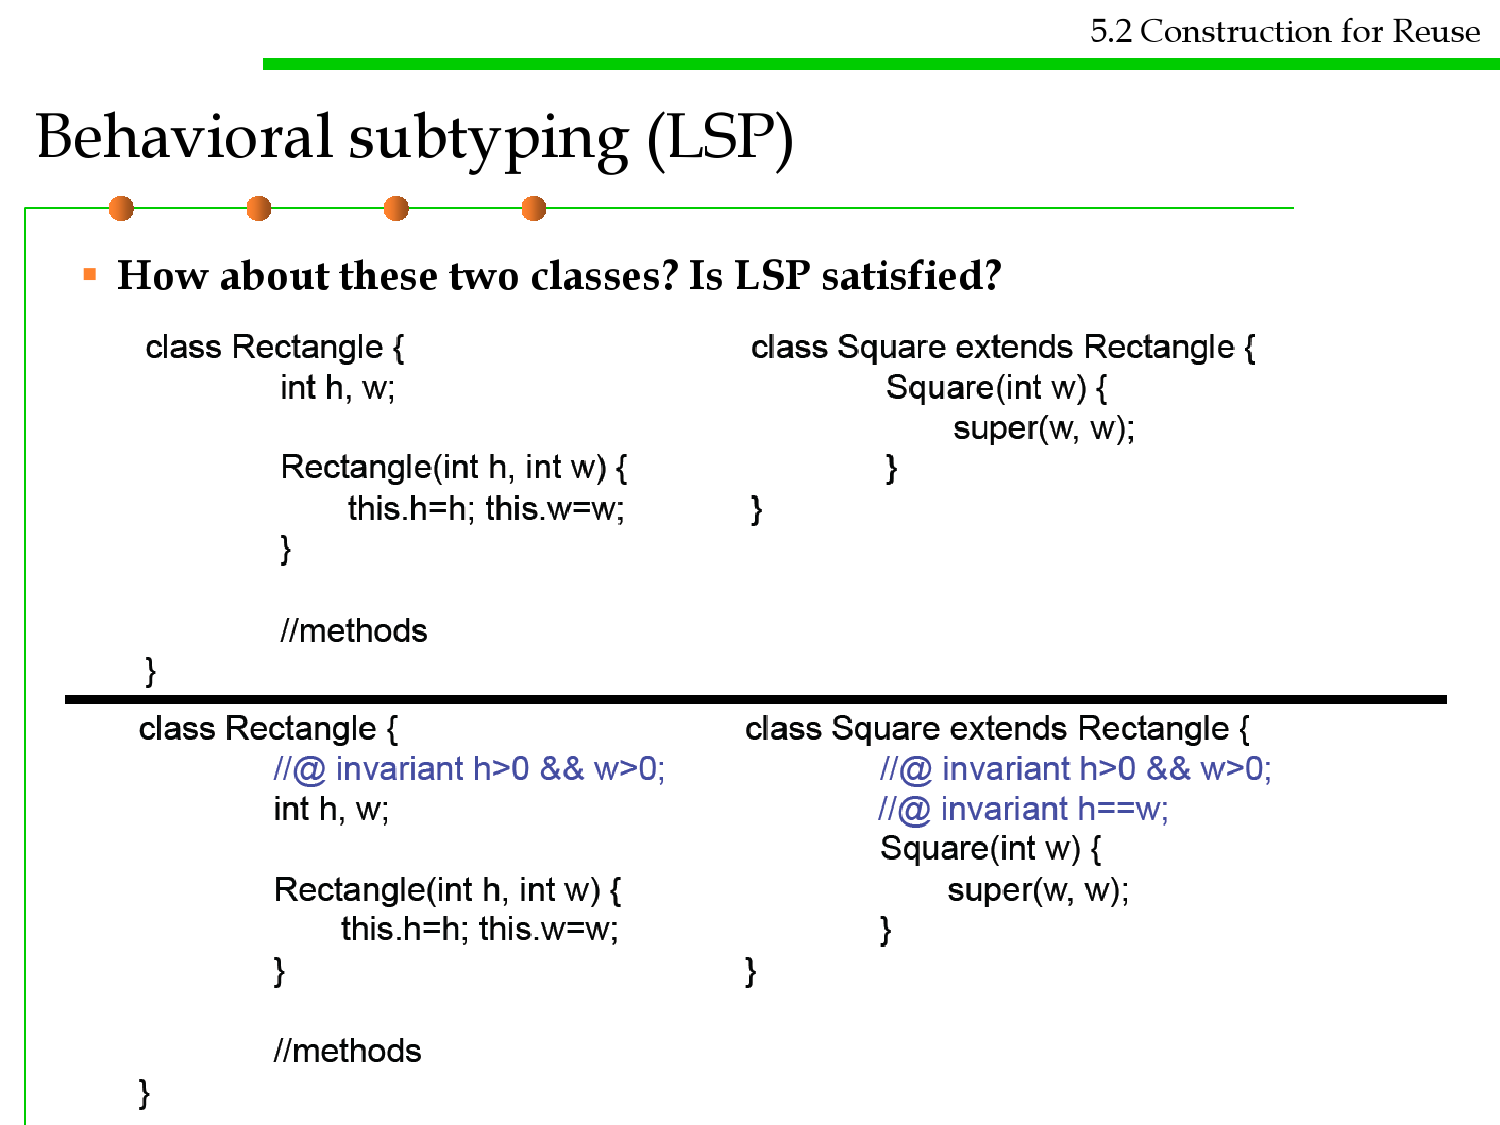 5.2 Construction for Reuse
Behavioral subtyping (LSP)
▪ How about these two classes? Is LSP satisfied?
class Rectangle {
int h, w;
Rectangle(int h, int w) {
this.h=h; this.w=w;
}
//methods
}
class Square extends Rectangle {
Square(int w) {
super(w, w);
}
}
class Rectangle {
//@ invariant h>0 && w>0;
int h, w;
Rectangle(int h, int w) {
this.h=h; this.w=w;
}
//methods
}
class Square extends Rectangle {
//@ invariant h>0 && w>0;
//@ invariant h==w;
Square(int w) {
super(w, w);
}
}